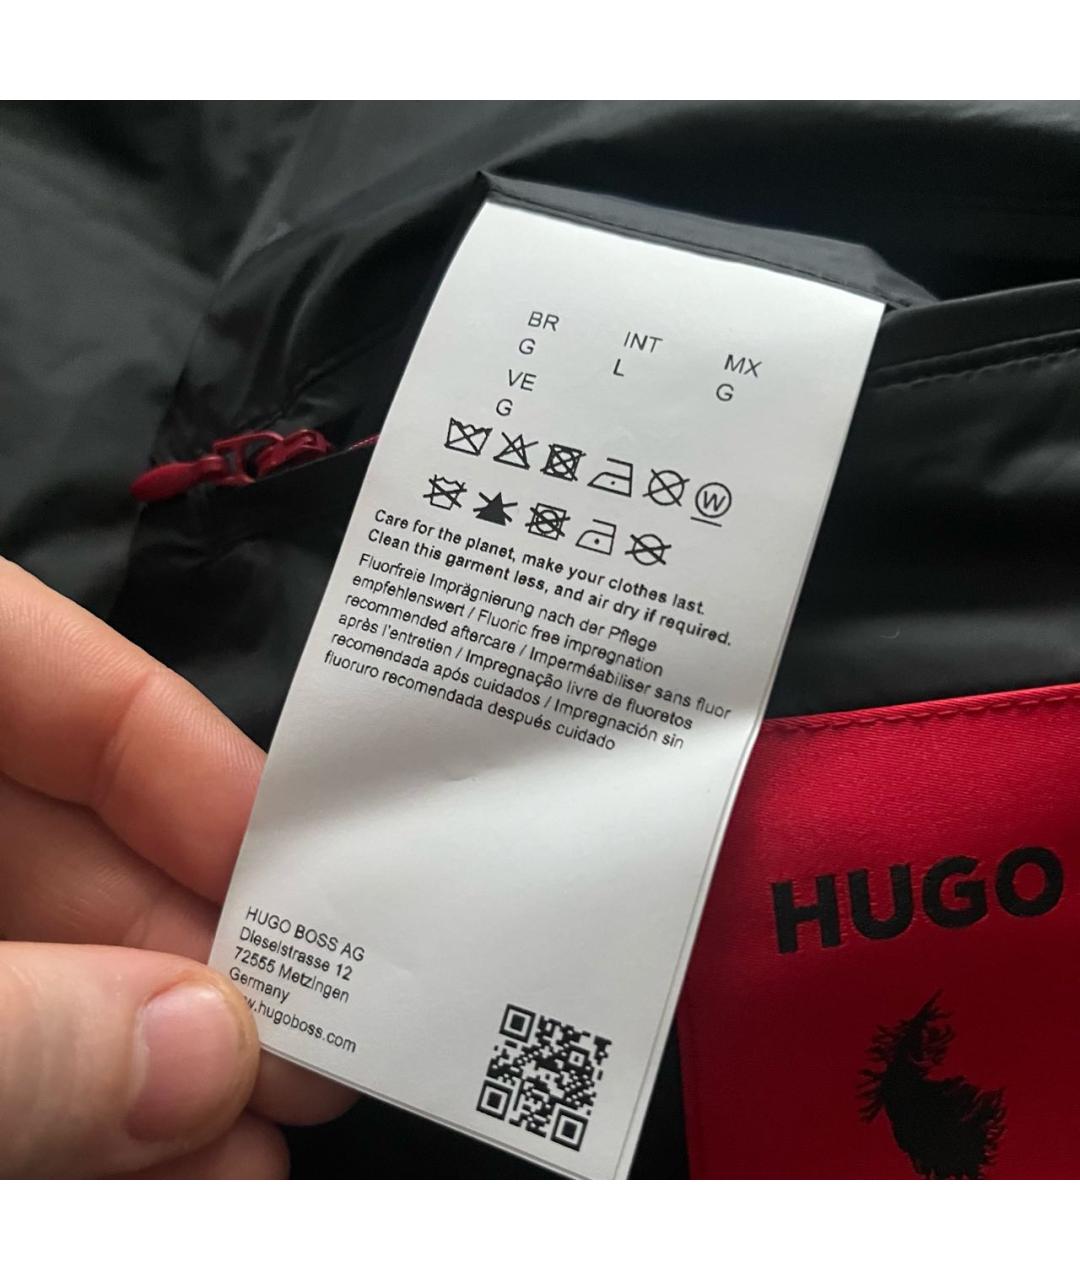 BR INT MX
G L G
VE
G
W
Care for the planet, make your clothes last.
Clean this garment less, and air dry if required.
Fluorfreie Imprägnierung nach der Pflege
empfehlenswert / Fluoric free impregnation
recommended aftercare / Imperméabiliser sans fluor
après l'entretien / Impregnação livre de fluoretos
recomendada após cuidados / Impregnación sin
fluoruro recomendada después cuidado
HUGO BOSS AG
Dieselstrasse 12
72555 Metzingen
Germany
w.hugoboss.com
HUGO